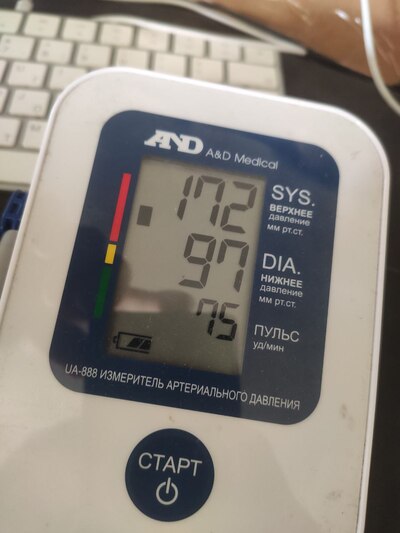 AND A&D Medical
172 SYS.
ВЕРХНЕЕ
давление
мм рт.ст.
97 DIA.
НИЖНЕЕ
давление
мм рт.ст.
75 ПУЛЬС
уд/мин
UA-888 ИЗМЕРИТЕЛЬ АРТЕРИАЛЬНОГО ДАВЛЕНИЯ
СТАРТ